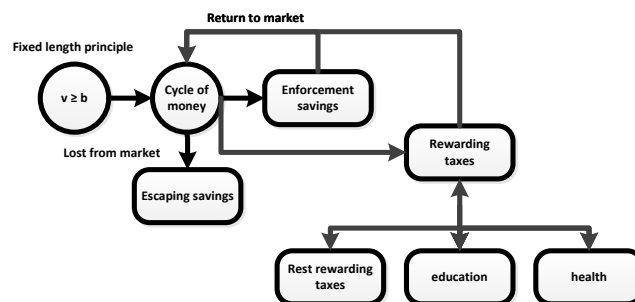 Return to market
Fixed length principle
v ≥ b
Cycle of
money
Enforcement
savings
Lost from market
Rewarding
taxes
Escaping savings
Rest rewarding
taxes
education
health